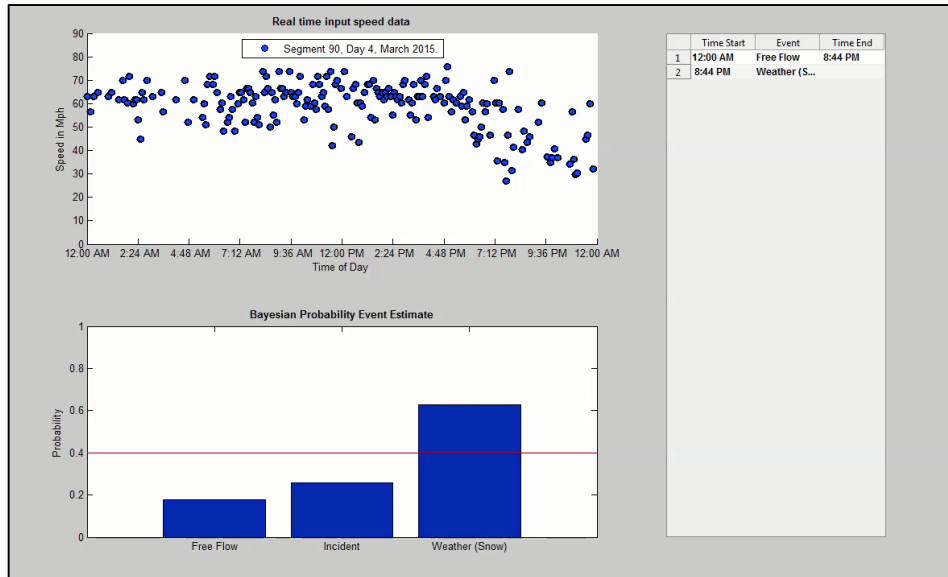 Real time input speed data
Segment 90, Day 4, March 2015.
90
80
70
60
50
40
30
20
10
0
Speed in Mph
12:00 AM 2:24 AM 4:48 AM 7:12 AM 9:36 AM 12:00 PM 2:24 PM 4:48 PM 7:12 PM 9:36 PM 12:00 AM
Time of Day
Bayesian Probability Event Estimate
1
0.8
0.6
0.4
0.2
0
Probability
Free Flow Incident Weather (Snow)
Time Start Event Time End
1 12:00 AM Free Flow 8:44 PM
2 8:44 PM Weather (S...